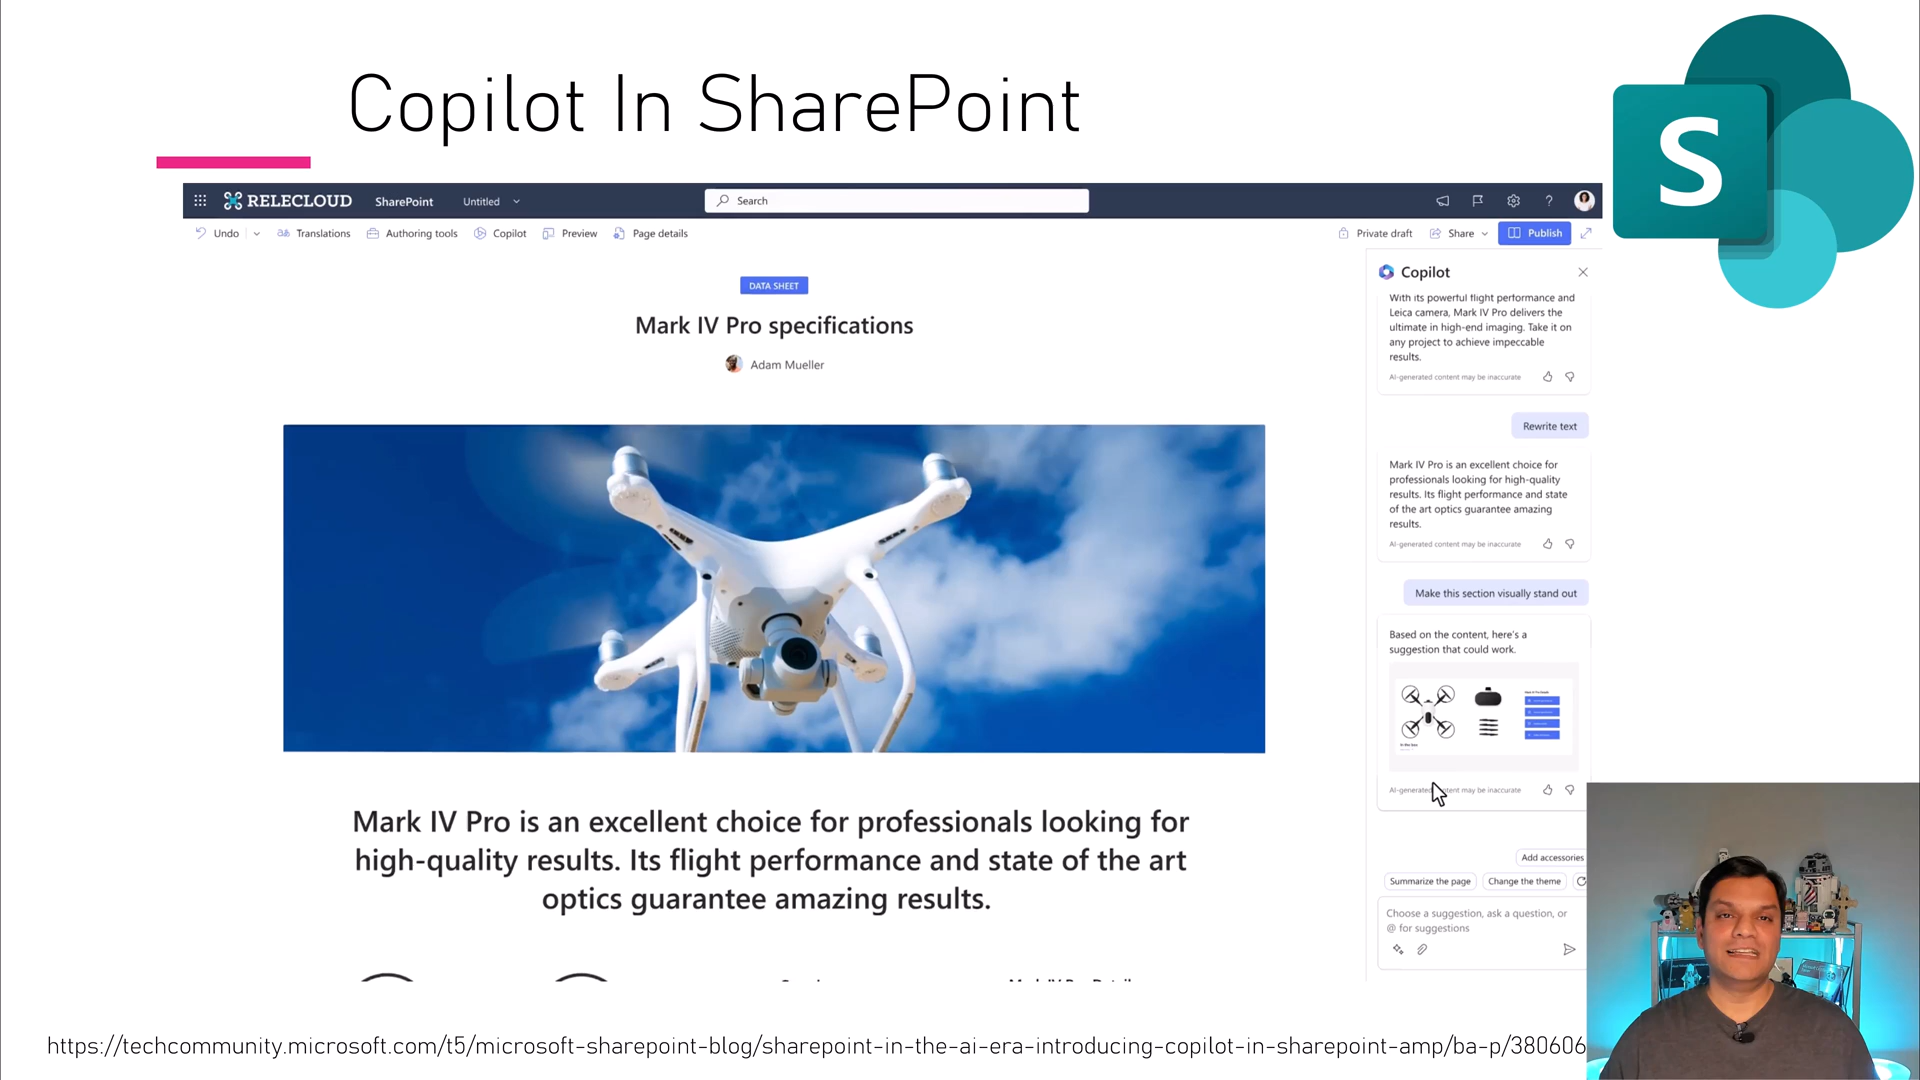 Copilot In SharePoint
S
RELECLOUD SharePoint Untitled Search ?
Undo Translations Authoring tools Copilot Preview Page details Private draft Share Publish
DATA SHEET
Mark IV Pro specifications
Adam Mueller
Mark IV Pro is an excellent choice for professionals looking for
high-quality results. Its flight performance and state of the art
optics guarantee amazing results.
Copilot
With its powerful flight performance and
Leica camera, Mark IV Pro delivers the
ultimate in high-end imaging. Take it on
any project to achieve impeccable
results.
AI-generated content may be inaccurate
Rewrite text
Mark IV Pro is an excellent choice for
professionals looking for high-quality
results. Its flight performance and state
of the art optics guarantee amazing
results.
AI-generated content may be inaccurate
Make this section visually stand out
Based on the content, here's a
suggestion that could work.
In the box
AI-generated content may be inaccurate
Add accessories
Summarize the page Change the theme
Choose a suggestion, ask a question, or
@ for suggestions
https://techcommunity.microsoft.com/t5/microsoft-sharepoint-blog/sharepoint-in-the-ai-era-introducing-copilot-in-sharepoint-amp/ba-p/380606